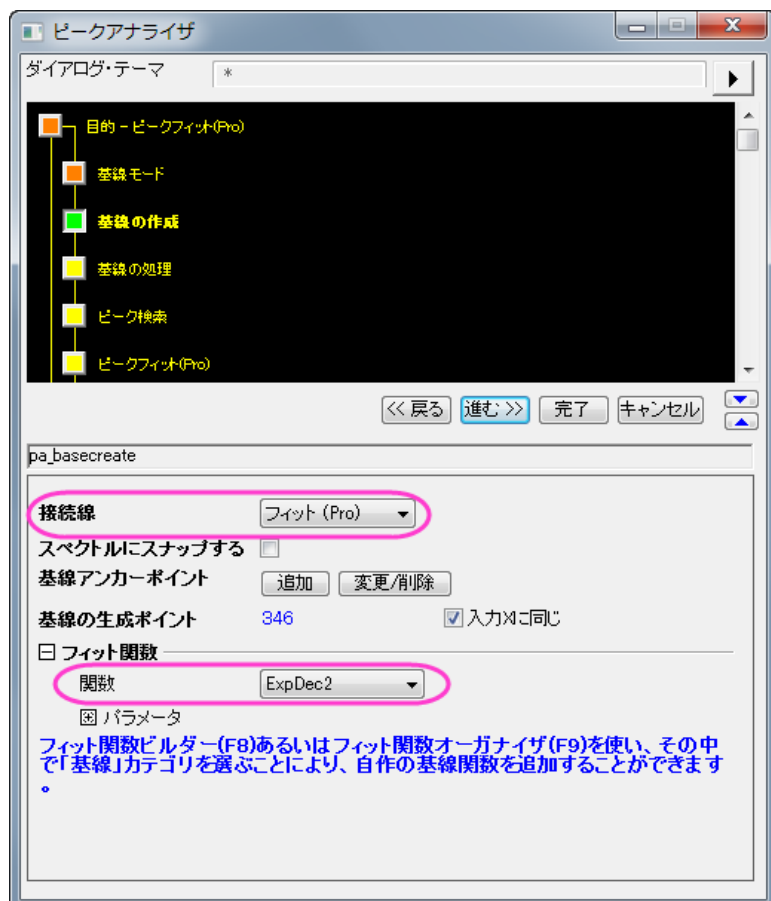 ピークアナライザ
ダイアログ・テーマ *
目的 - ピークフィット(Pro)
基線モード
基線の作成
基線の処理
ピーク検索
ピークフィット(Pro)
<< 戻る 進む >> 完了 キャンセル
pa_basecreate
接続線 フィット (Pro)
スペクトルにスナップする
基線アンカーポイント 追加 変更/削除
基線の生成ポイント 346 入力Xに同じ
フィット関数
関数 ExpDec2
パラメータ
フィット関数ビルダー(F8)あるいはフィット関数オーガナイザ(F9)を使い、その中
で「基線」カテゴリを選ぶことにより、自作の基線関数を追加することができます
。